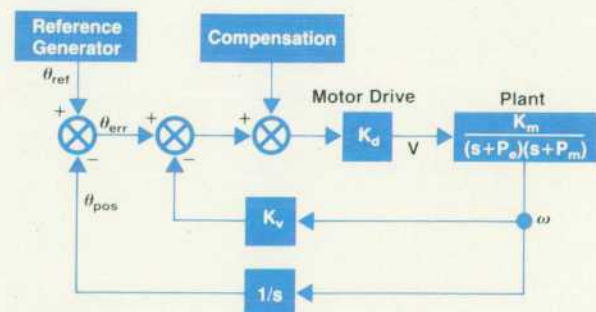 Reference
Generator
Compensation
θref
Motor Drive
Plant
+
θerr
+
+
Kd
V
Km
(s+Pe)(s+Pm)
−
−
θpos
Kv
ω
1/s